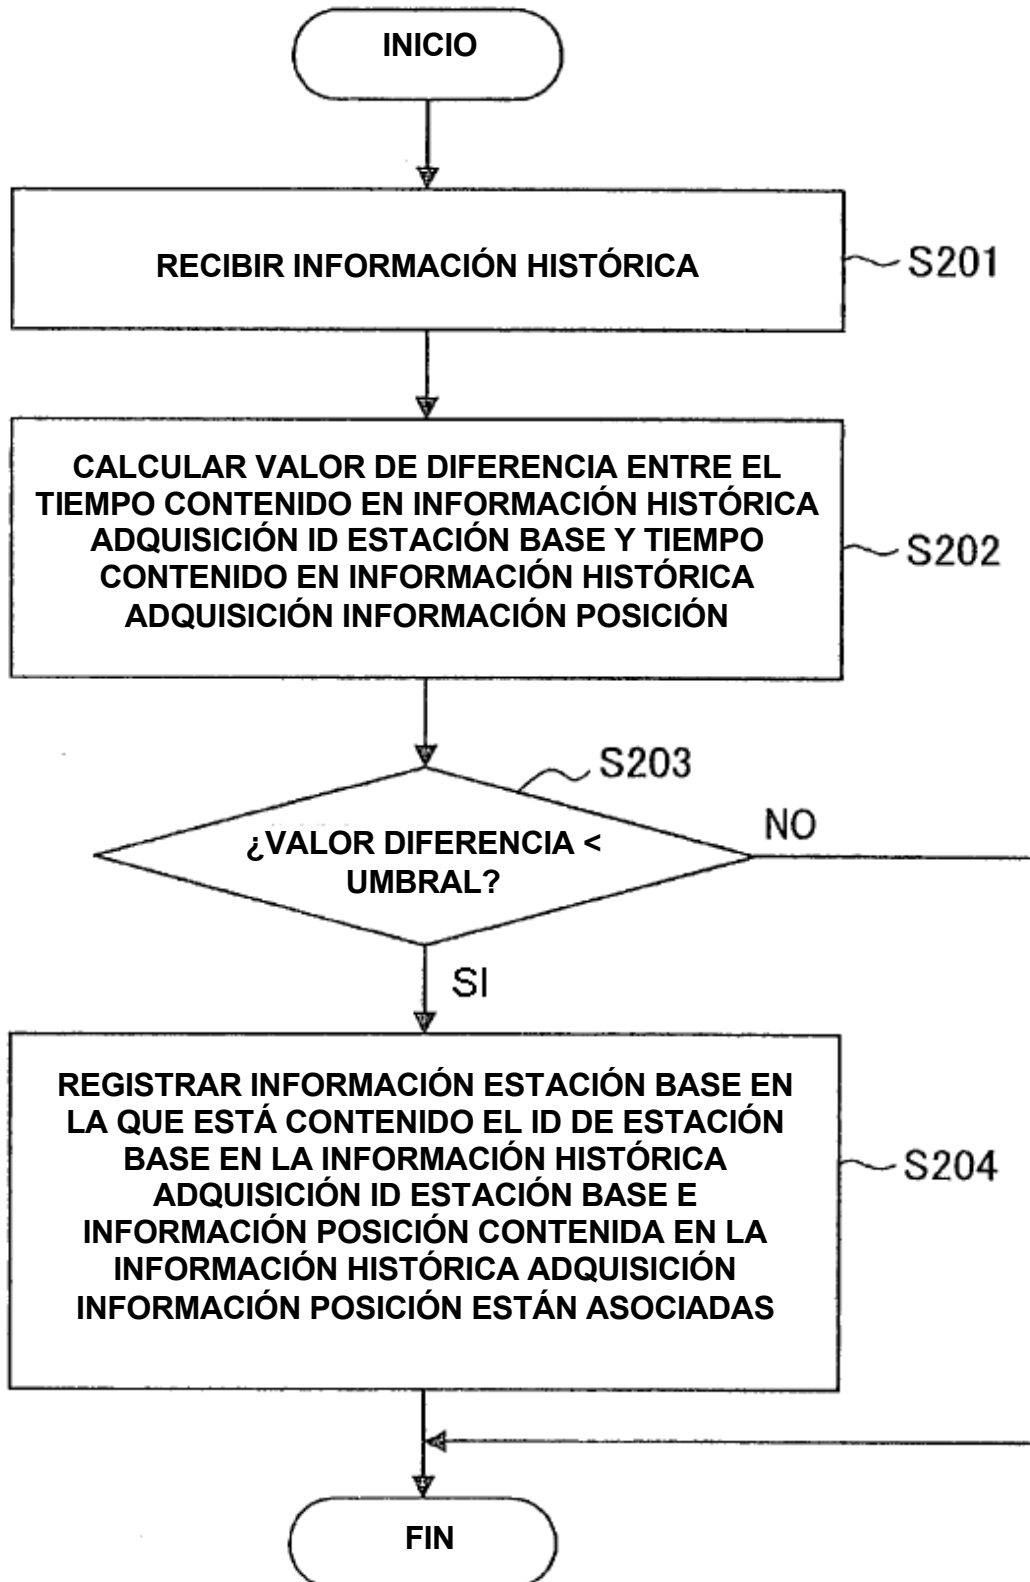 INICIO
RECIBIR INFORMACIÓN HISTÓRICA
S201
CALCULAR VALOR DE DIFERENCIA ENTRE EL
TIEMPO CONTENIDO EN INFORMACIÓN HISTÓRICA
ADQUISICIÓN ID ESTACIÓN BASE Y TIEMPO
CONTENIDO EN INFORMACIÓN HISTÓRICA
ADQUISICIÓN INFORMACIÓN POSICIÓN
S202
S203
¿VALOR DIFERENCIA <
UMBRAL?
NO
SI
REGISTRAR INFORMACIÓN ESTACIÓN BASE EN
LA QUE ESTÁ CONTENIDO EL ID DE ESTACIÓN
BASE EN LA INFORMACIÓN HISTÓRICA
ADQUISICIÓN ID ESTACIÓN BASE E
INFORMACIÓN POSICIÓN CONTENIDA EN LA
INFORMACIÓN HISTÓRICA ADQUISICIÓN
INFORMACIÓN POSICIÓN ESTÁN ASOCIADAS
S204
FIN